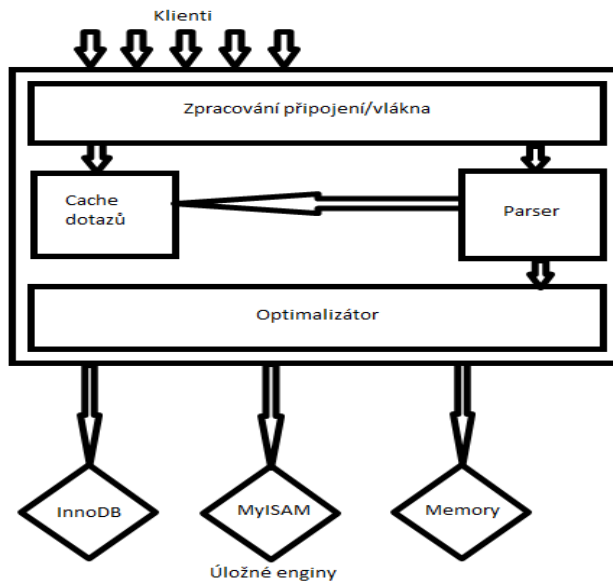 Klienti
Zpracování připojení/vlákna
Cache
dotazů
Parser
Optimalizátor
InnoDB
MyISAM
Memory
Úložné enginy